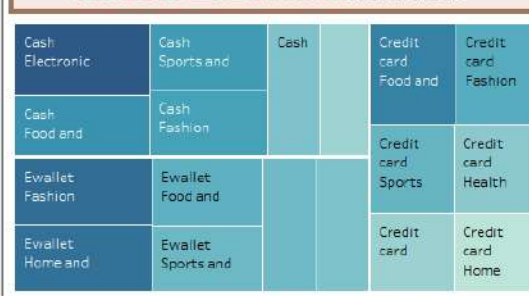 Cash
Electronic
Cash
Food and
Cash
Sports and
Cash
Fashion
Cash
Ewallet
Fashion
Ewallet
Home and
Ewallet
Food and
Ewallet
Sports and
Credit
card
Food and
Credit
card
Fashion
Credit
card
Sports
Credit
card
Health
Credit
card
Credit
card
Home